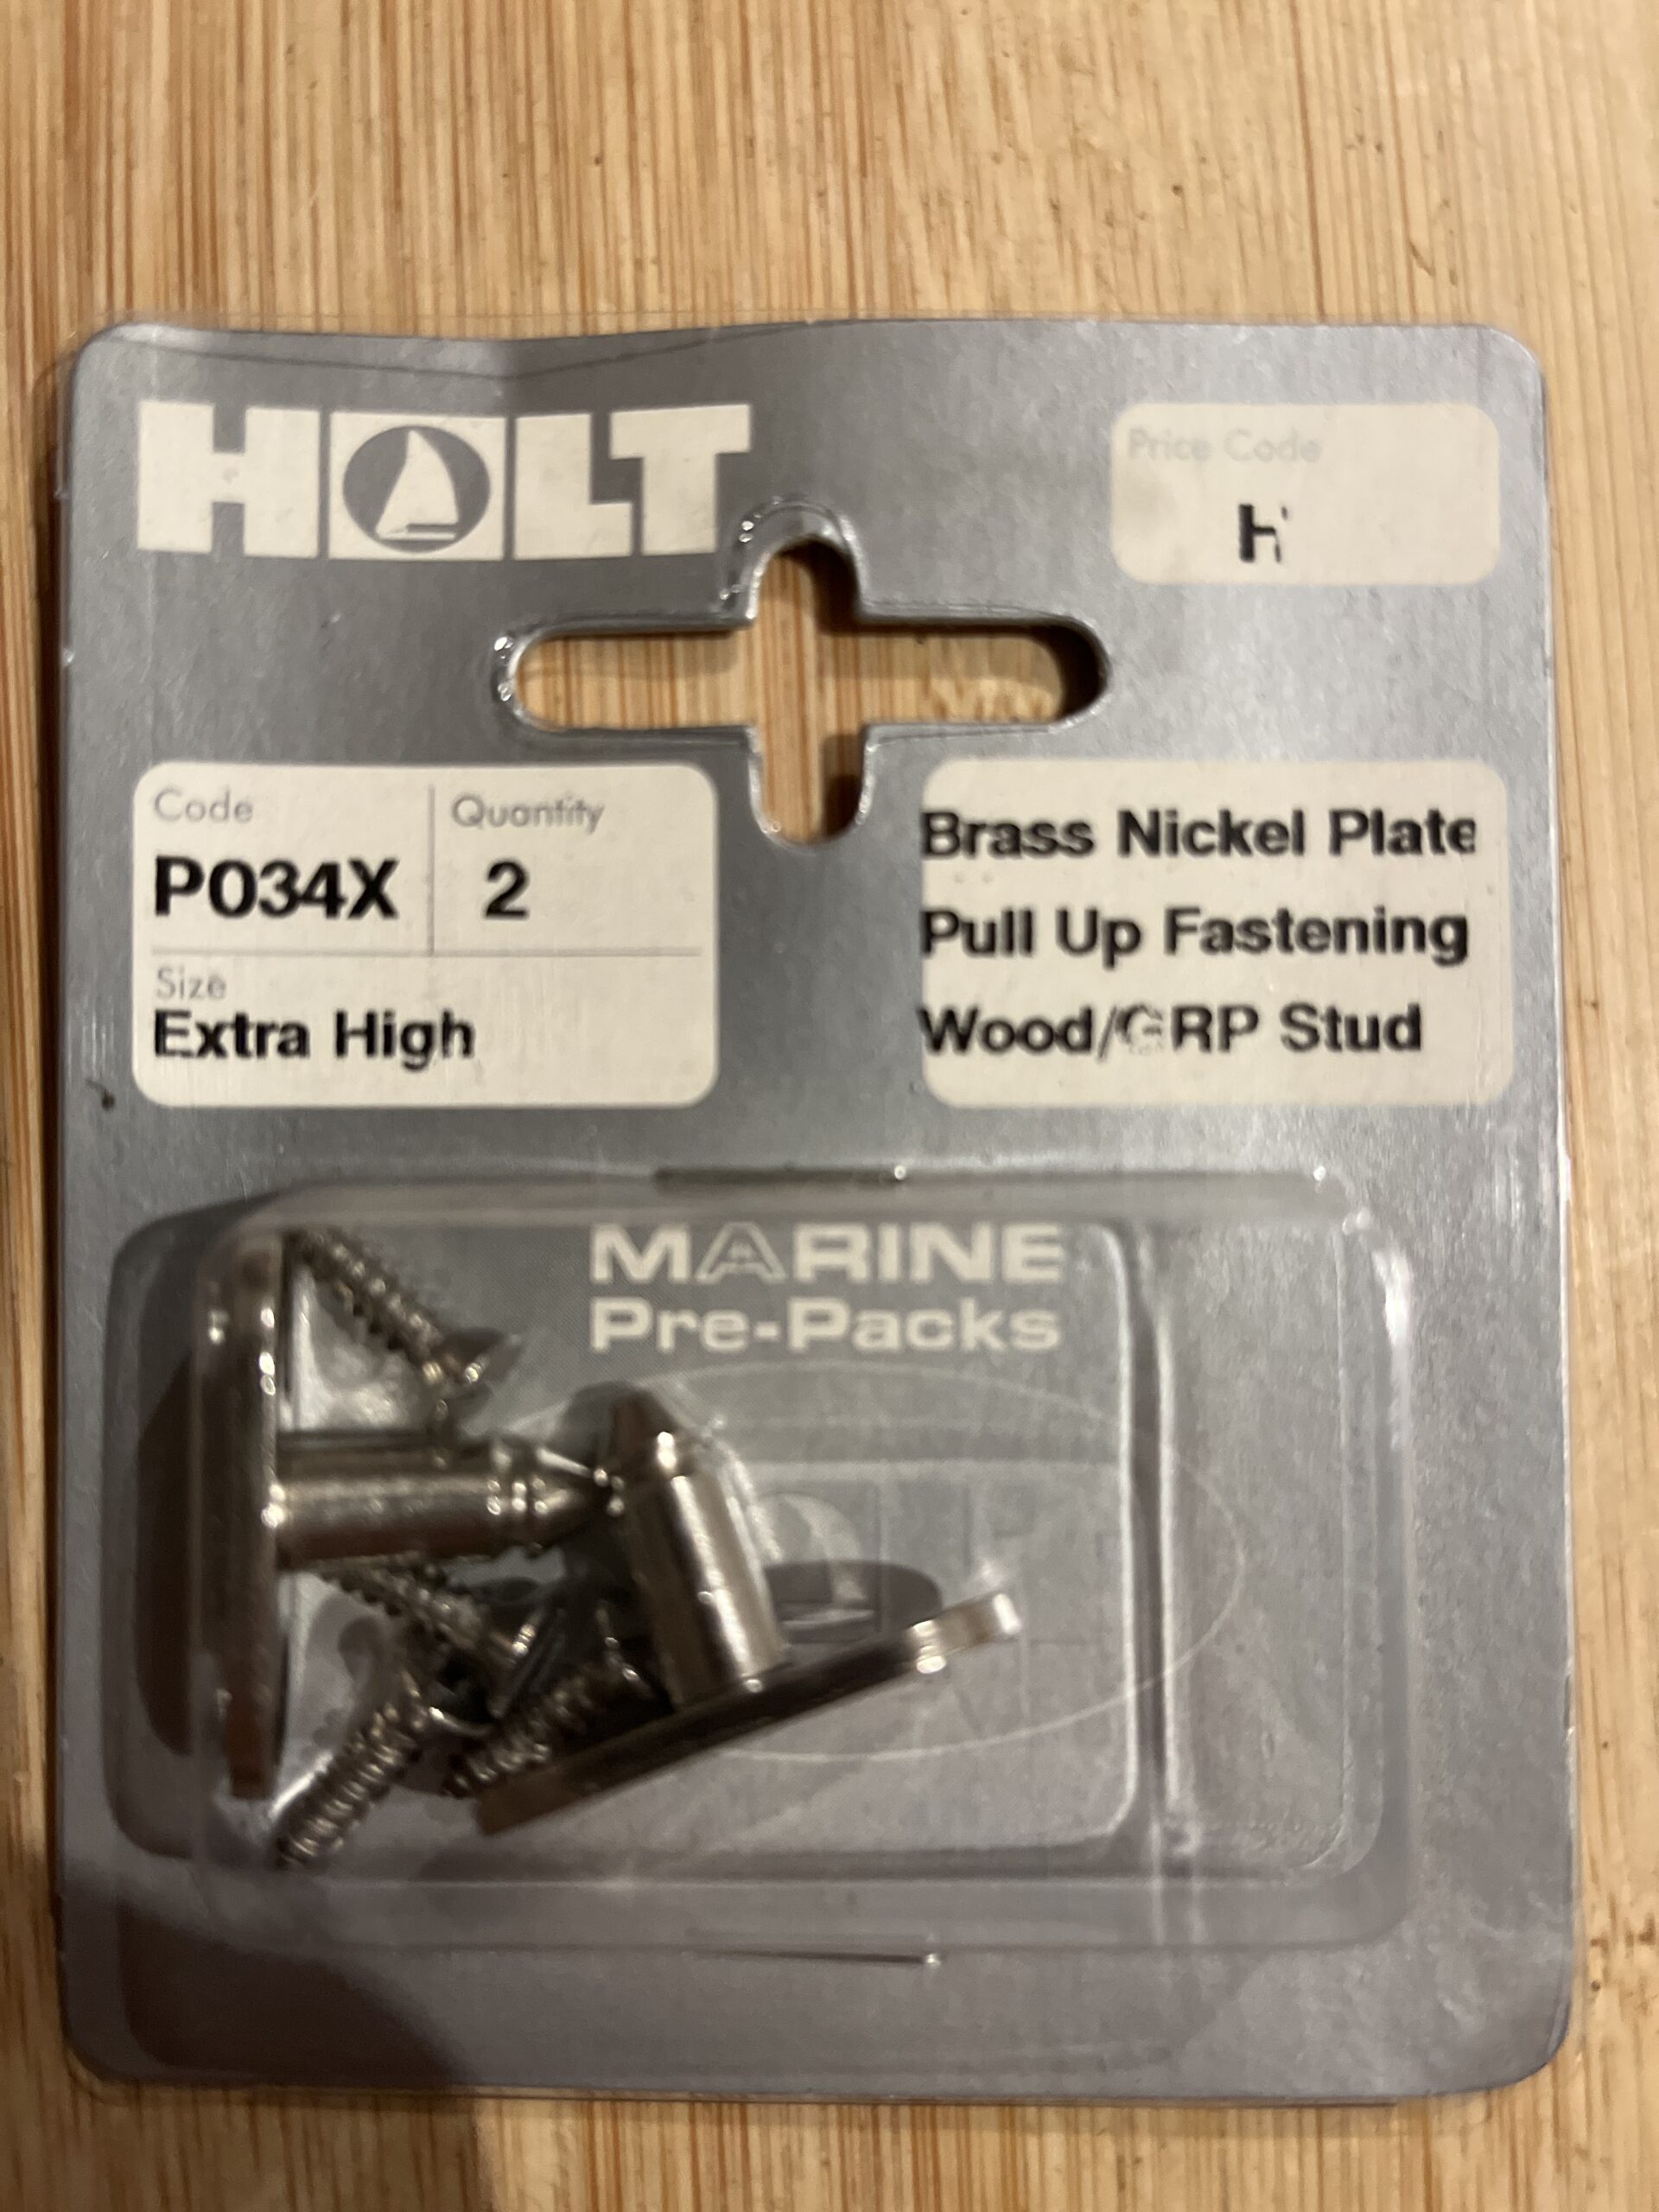 HOLT
Price Code
H
Code
Quantity
P034X
2
Size
Extra High
Brass Nickel Plate
Pull Up Fastening
Wood/GRP Stud
MARINE
Pre-Packs